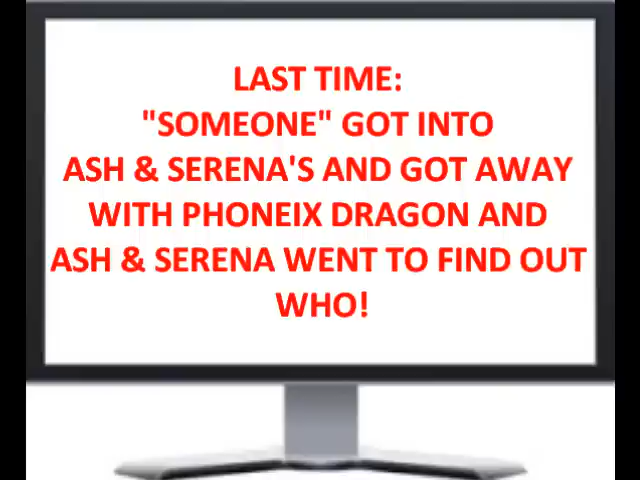 LAST TIME:
"SOMEONE" GOT INTO
ASH & SERENA'S AND GOT AWAY
WITH PHONEIX DRAGON AND
ASH & SERENA WENT TO FIND OUT
WHO!